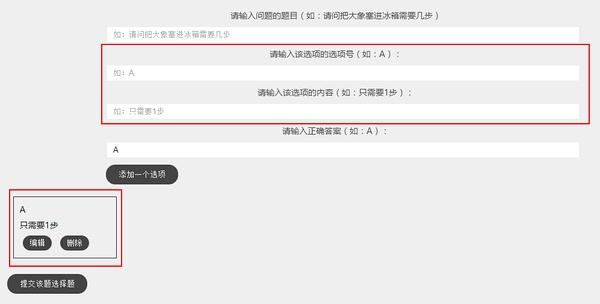 请输入问题的题目（如：请问把大象塞进冰箱需要几步）
如：请问把大象塞进冰箱需要几步
请输入该选项的选项号（如：A）：
如：A
请输入该选项的内容（如：只需要1步）：
如：只需要1步
请输入正确答案（如：A）：
A
添加一个选项
A
只需要1步
编辑 删除
提交该题选择题